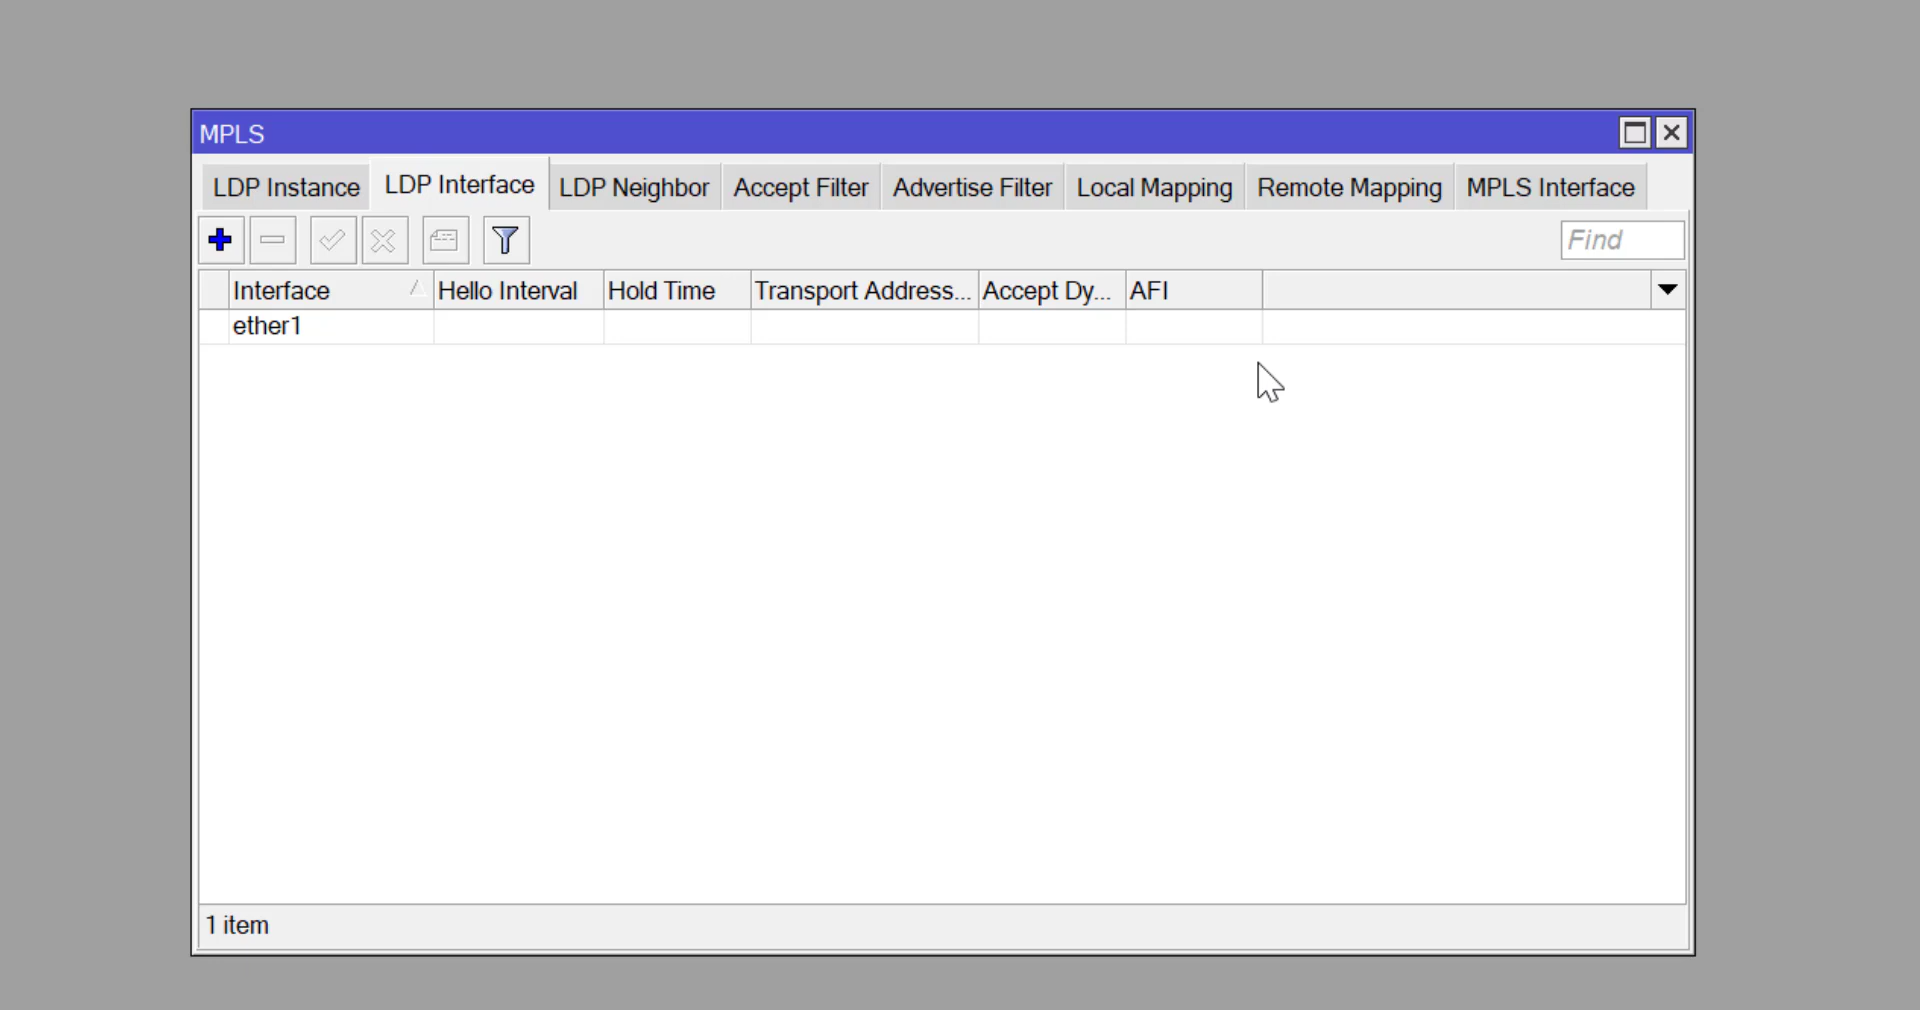 MPLS
LDP Instance LDP Interface LDP Neighbor Accept Filter Advertise Filter Local Mapping Remote Mapping MPLS Interface
Find
Interface Hello Interval Hold Time Transport Address... Accept Dy... AFI
ether1
1 item